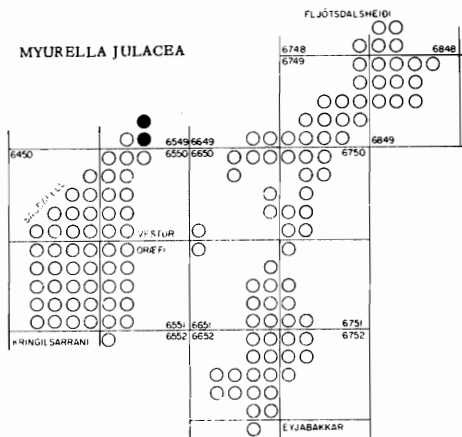 FLJÓTSDALSHEIÐI
MYURELLA JULACEA
6748 6848
6749
6549 6649 6849
6450 6550 6650 6750
VESTUR
ÖRÆFI
6551 6651 6751
KRINGILSÁRRANI 6552 6652 6752
EYJABAKKAR